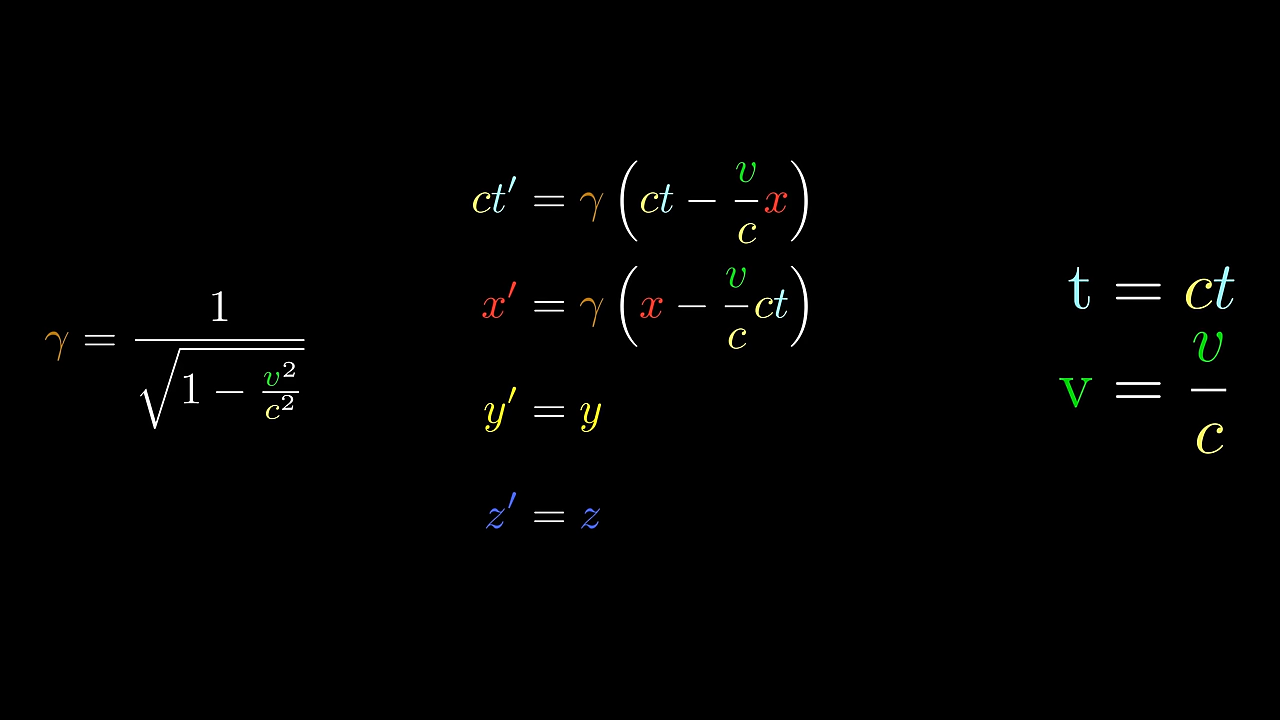 γ = 1 / √(1 − v²/c²)
ct′ = γ (ct − v/c x)
x′ = γ (x − v/c ct)
y′ = y
z′ = z
t = ct
v = v/c